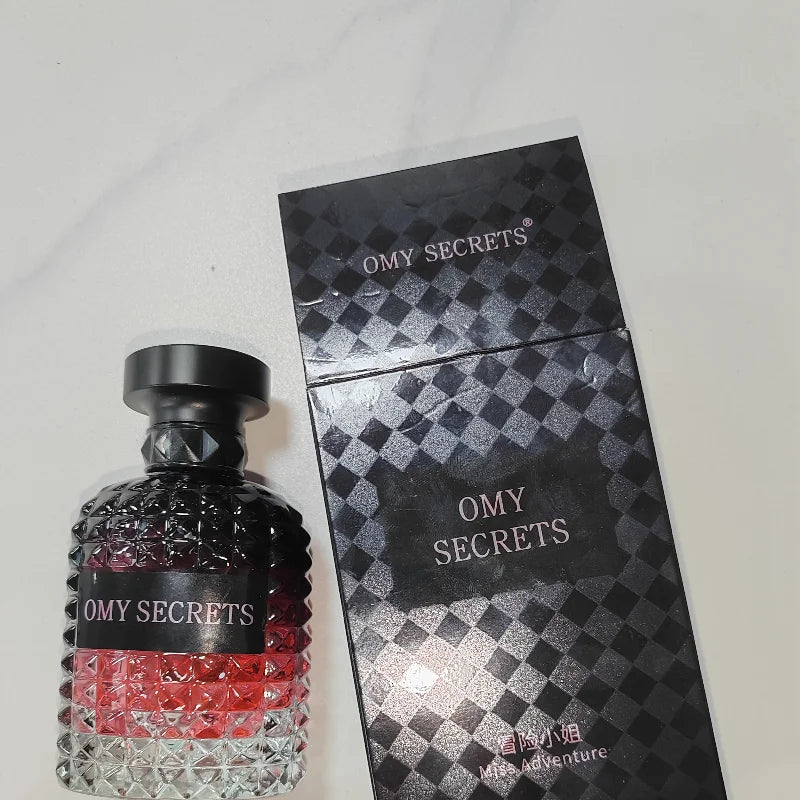 OMY SECRETS®
OMY
SECRETS
OMY SECRETS
冒险小姐
Miss Adventure